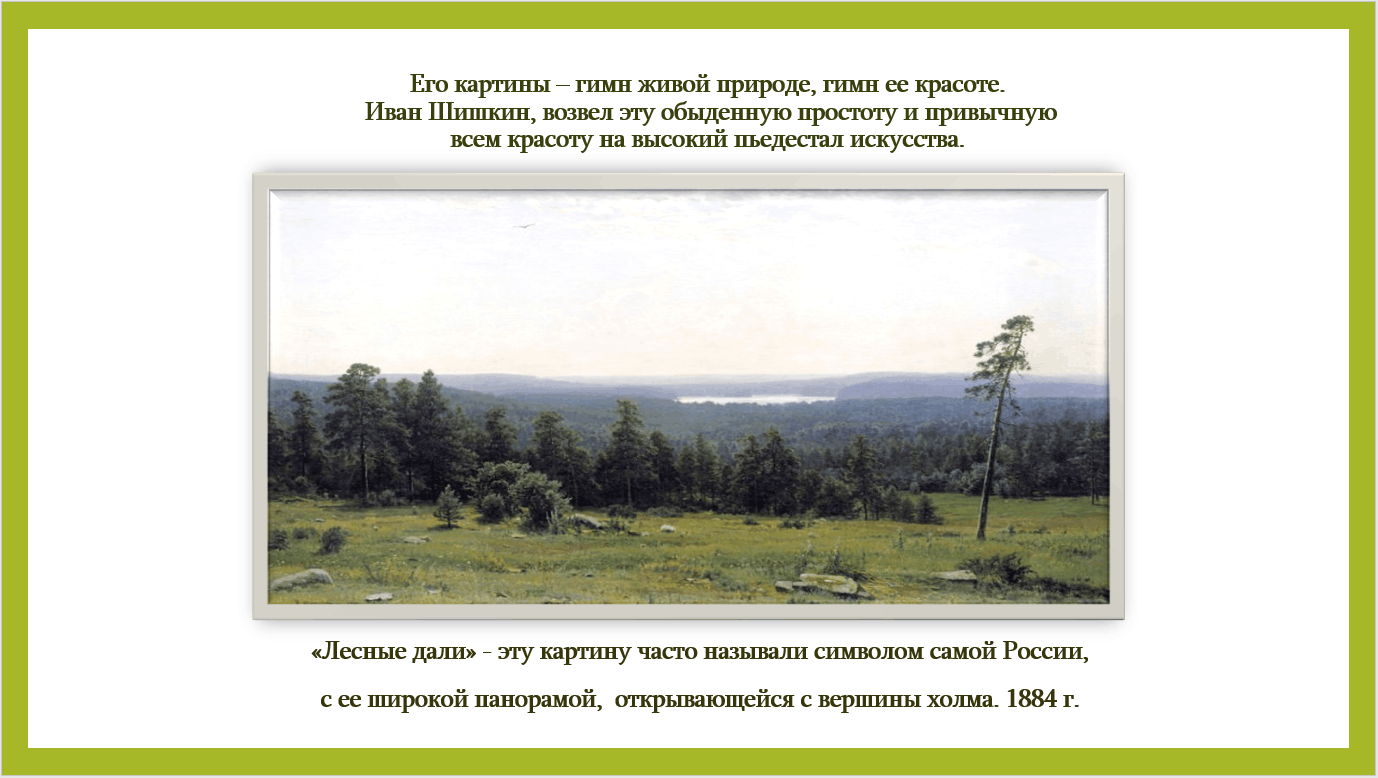 Его картины – гимн живой природе, гимн ее красоте.
Иван Шишкин, возвел эту обыденную простоту и привычную
всем красоту на высокий пьедестал искусства.
«Лесные дали» - эту картину часто называли символом самой России,
с ее широкой панорамой, открывающейся с вершины холма. 1884 г.